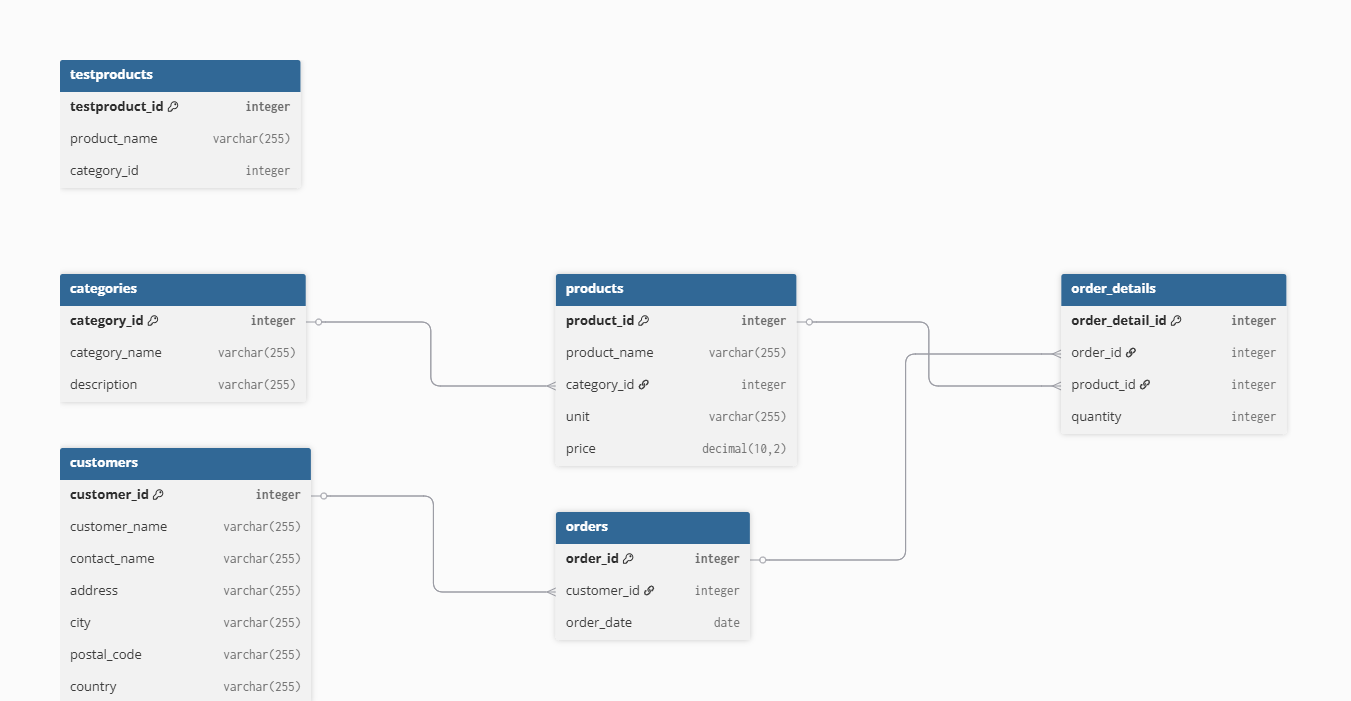 testproducts
testproduct_id integer
product_name varchar(255)
category_id integer
categories
category_id integer
category_name varchar(255)
description varchar(255)
products
product_id integer
product_name varchar(255)
category_id integer
unit varchar(255)
price decimal(10,2)
order_details
order_detail_id integer
order_id integer
product_id integer
quantity integer
customers
customer_id integer
customer_name varchar(255)
contact_name varchar(255)
address varchar(255)
city varchar(255)
postal_code varchar(255)
country varchar(255)
orders
order_id integer
customer_id integer
order_date date